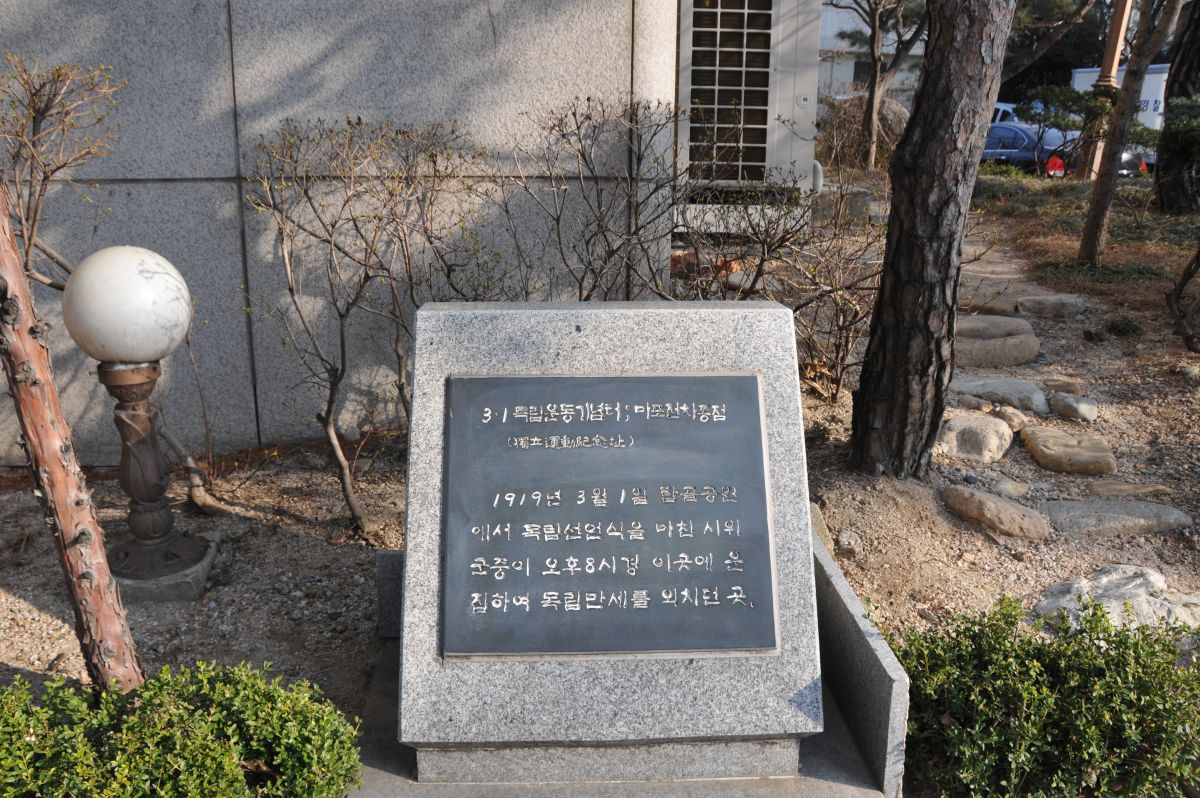 3·1 독립운동기념터; 마포전차종점
(獨立運動紀念址)
1919년 3월 1일 탑골공원
에서 독립선언식을 마친 시위
군중이 오후8시경 이곳에 운
집하여 독립만세를 외치던 곳.